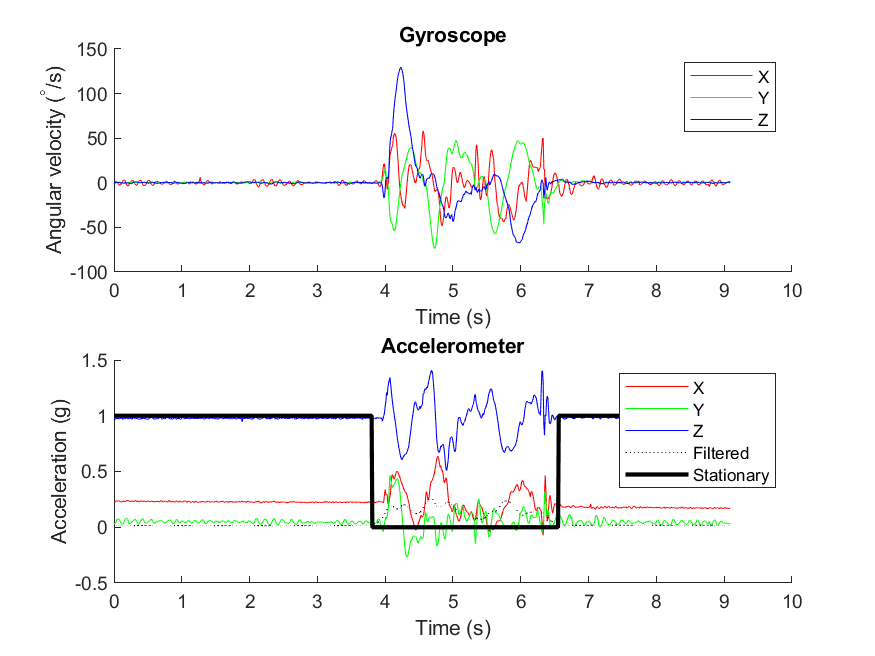 Gyroscope
150
100
50
0
-50
-100
Angular velocity (°/s)
X
Y
Z
0 1 2 3 4 5 6 7 8 9 10
Time (s)
Accelerometer
1.5
1
0.5
0
-0.5
Acceleration (g)
X
Y
Z
Filtered
Stationary
0 1 2 3 4 5 6 7 8 9 10
Time (s)